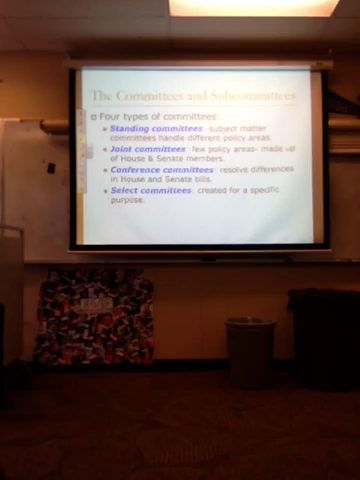 The Committees and Subcommittees
Four types of committees:
Standing committees: subject matter
committees handle different policy areas.
Joint committees: few policy areas- made up
of House & Senate members.
Conference committees: resolve differences
in House and Senate bills.
Select committees: created for a specific
purpose.